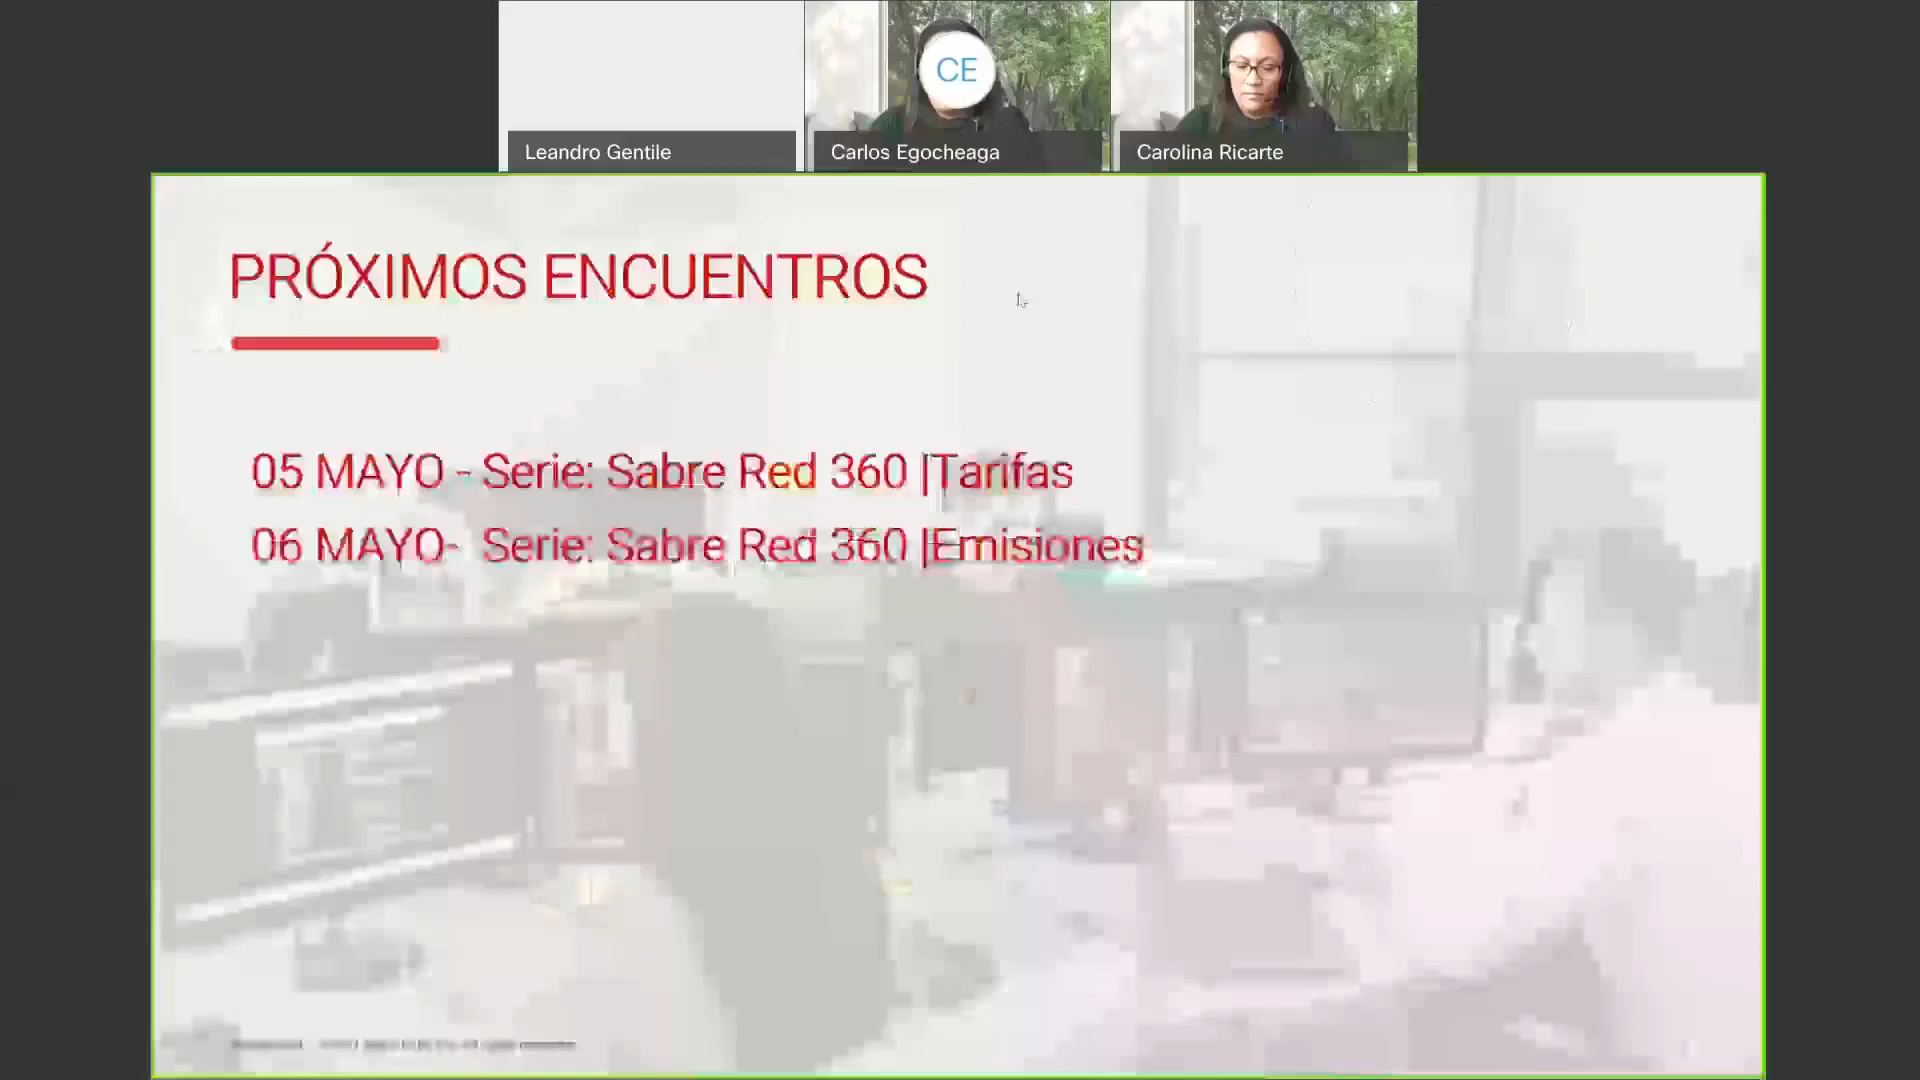 Leandro Gentile
CE
Carlos Egocheaga
Carolina Ricarte
PRÓXIMOS ENCUENTROS
05 MAYO - Serie: Sabre Red 360 |Tarifas
06 MAYO- Serie: Sabre Red 360 |Emisiones